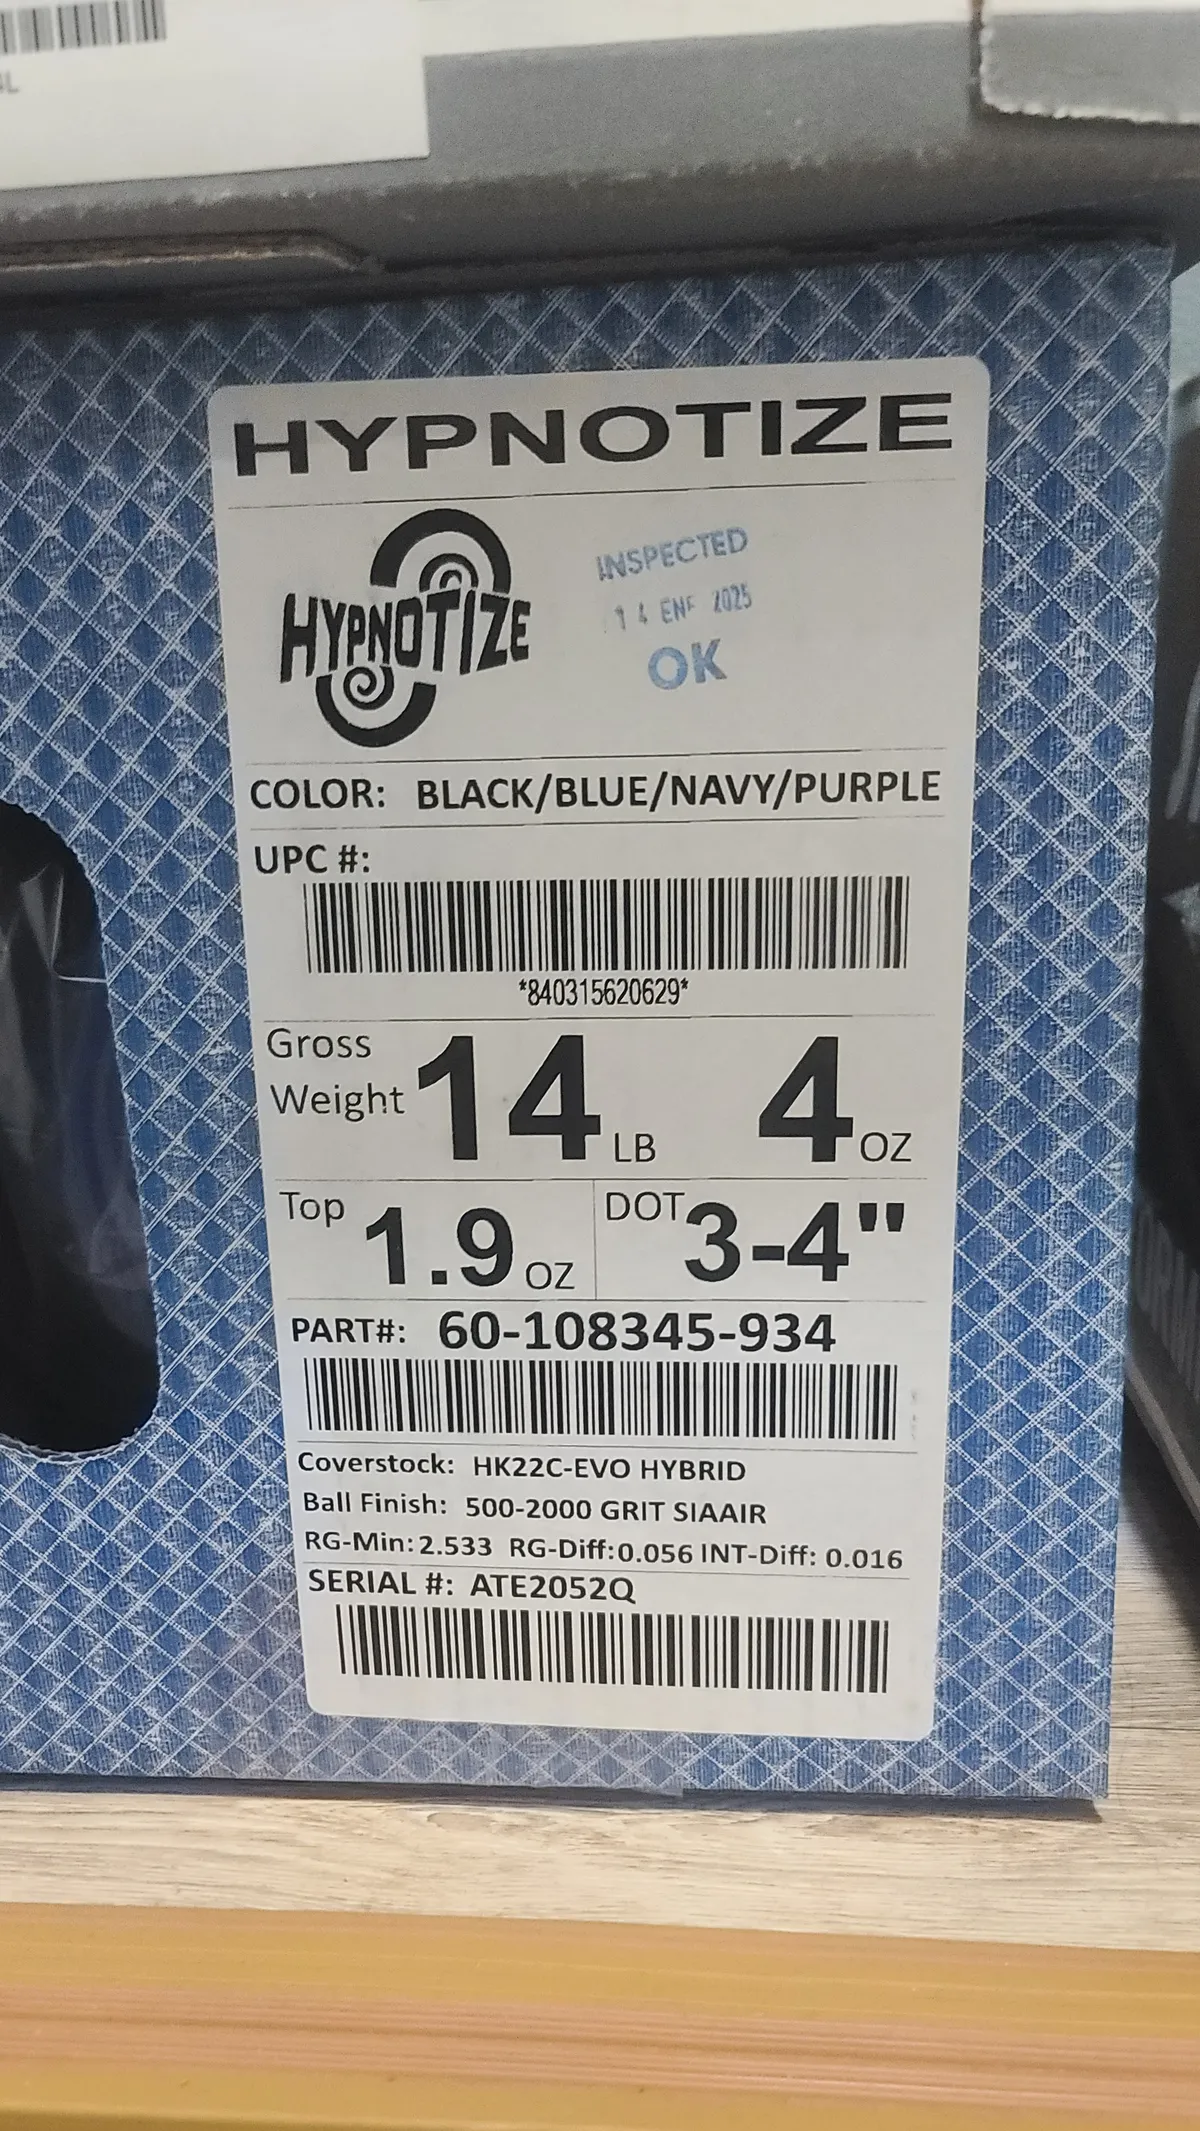 HYPNOTIZE
HYPNOTIZE
INSPECTED
14 ENE 2025
OK
COLOR: BLACK/BLUE/NAVY/PURPLE
UPC #:
*840315620629*
Gross Weight 14 LB 4 OZ
Top 1.9 OZ DOT 3-4"
PART#: 60-108345-934
Coverstock: HK22C-EVO HYBRID
Ball Finish: 500-2000 GRIT SIAAIR
RG-Min: 2.533 RG-Diff:0.056 INT-Diff: 0.016
SERIAL #: ATE2052Q